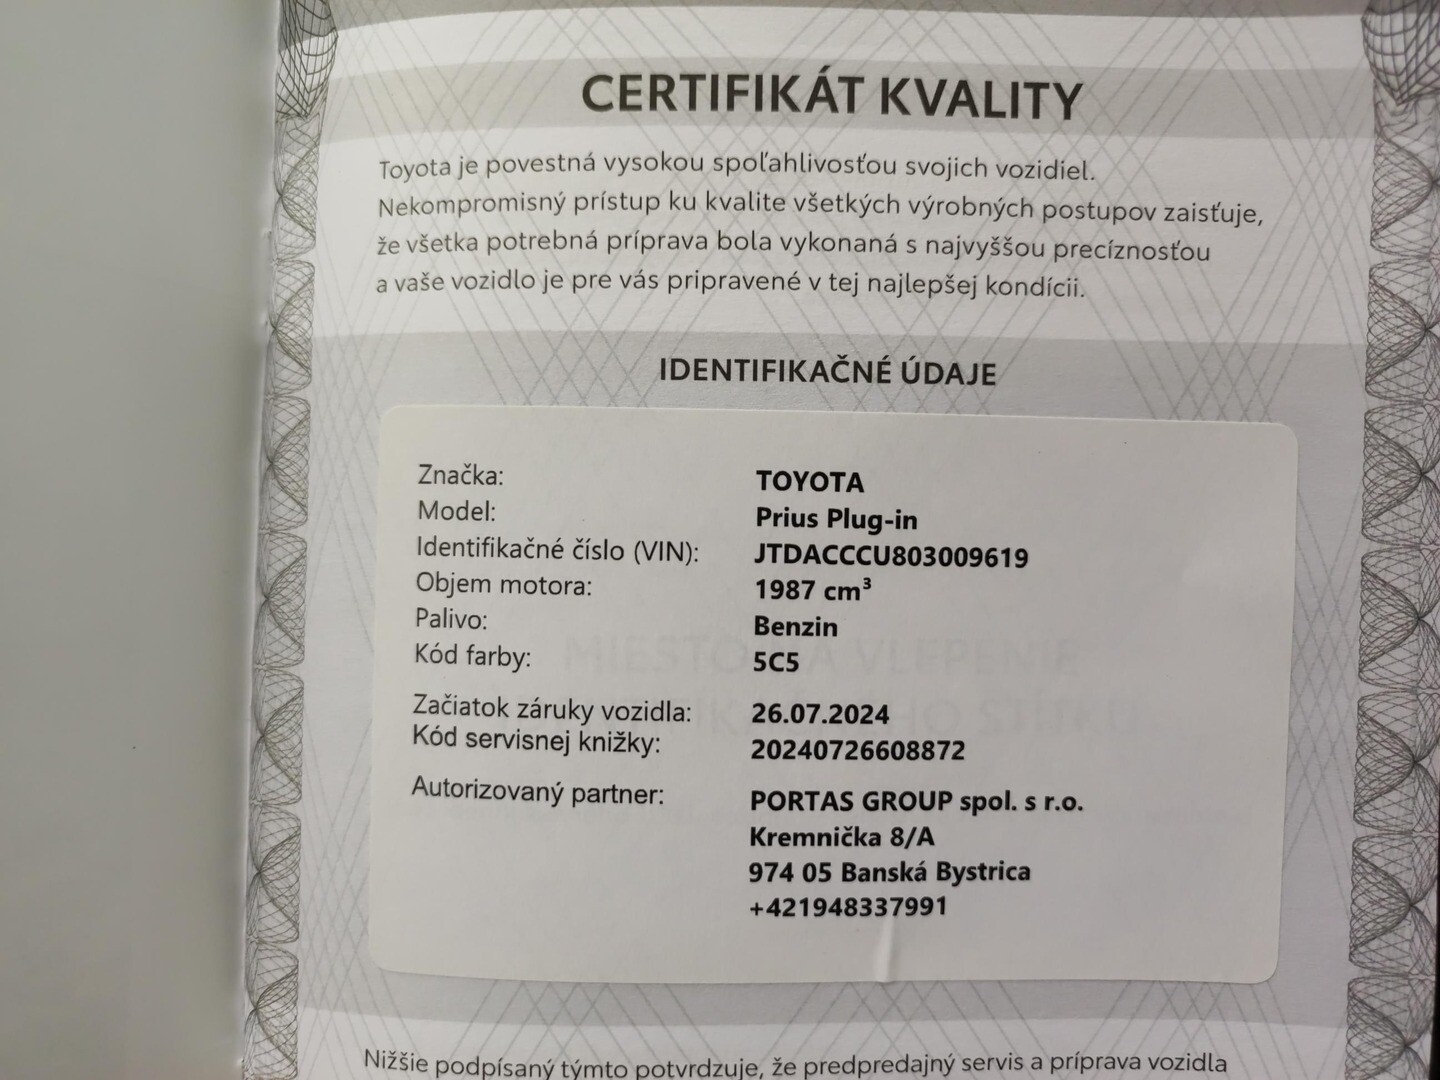 CERTIFIKÁT KVALITY
Toyota je povestná vysokou spoľahlivosťou svojich vozidiel.
Nekompromisný prístup ku kvalite všetkých výrobných postupov zaisťuje,
že všetka potrebná príprava bola vykonaná s najvyššou precíznosťou
a vaše vozidlo je pre vás pripravené v tej najlepšej kondícii.
IDENTIFIKAČNÉ ÚDAJE
Značka: TOYOTA
Model: Prius Plug-in
Identifikačné číslo (VIN): JTDACCCU803009619
Objem motora: 1987 cm³
Palivo: Benzin
Kód farby: 5C5
Začiatok záruky vozidla: 26.07.2024
Kód servisnej knižky: 20240726608872
Autorizovaný partner: PORTAS GROUP spol. s r.o.
Kremnička 8/A
974 05 Banská Bystrica
+421948337991
Nižšie podpísaný týmto potvrdzuje, že predpredajný servis a príprava vozidla